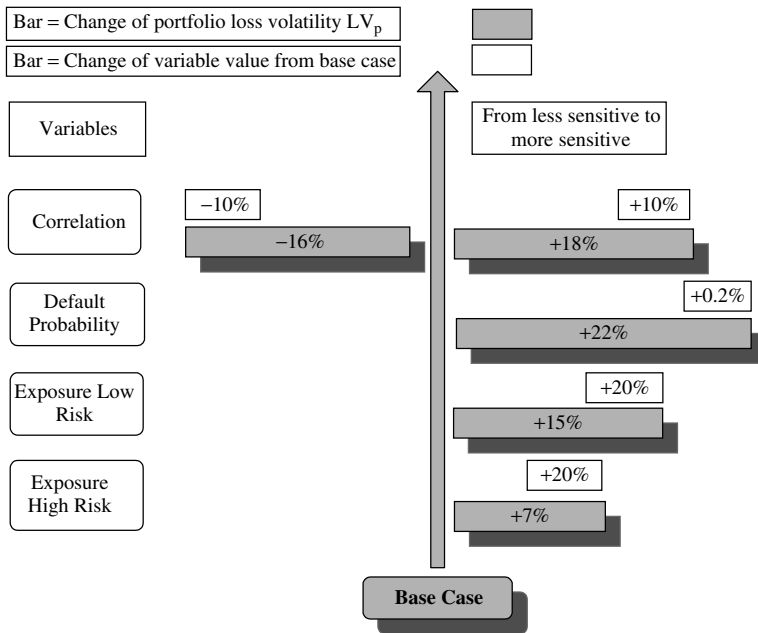 Bar = Change of portfolio loss volatility LVp
Bar = Change of variable value from base case
Variables
From less sensitive to
more sensitive
−10%
+10%
Correlation
−16%
+18%
+0.2%
Default
Probability
+22%
+20%
Exposure Low
Risk
+15%
+20%
Exposure
High Risk
+7%
Base Case